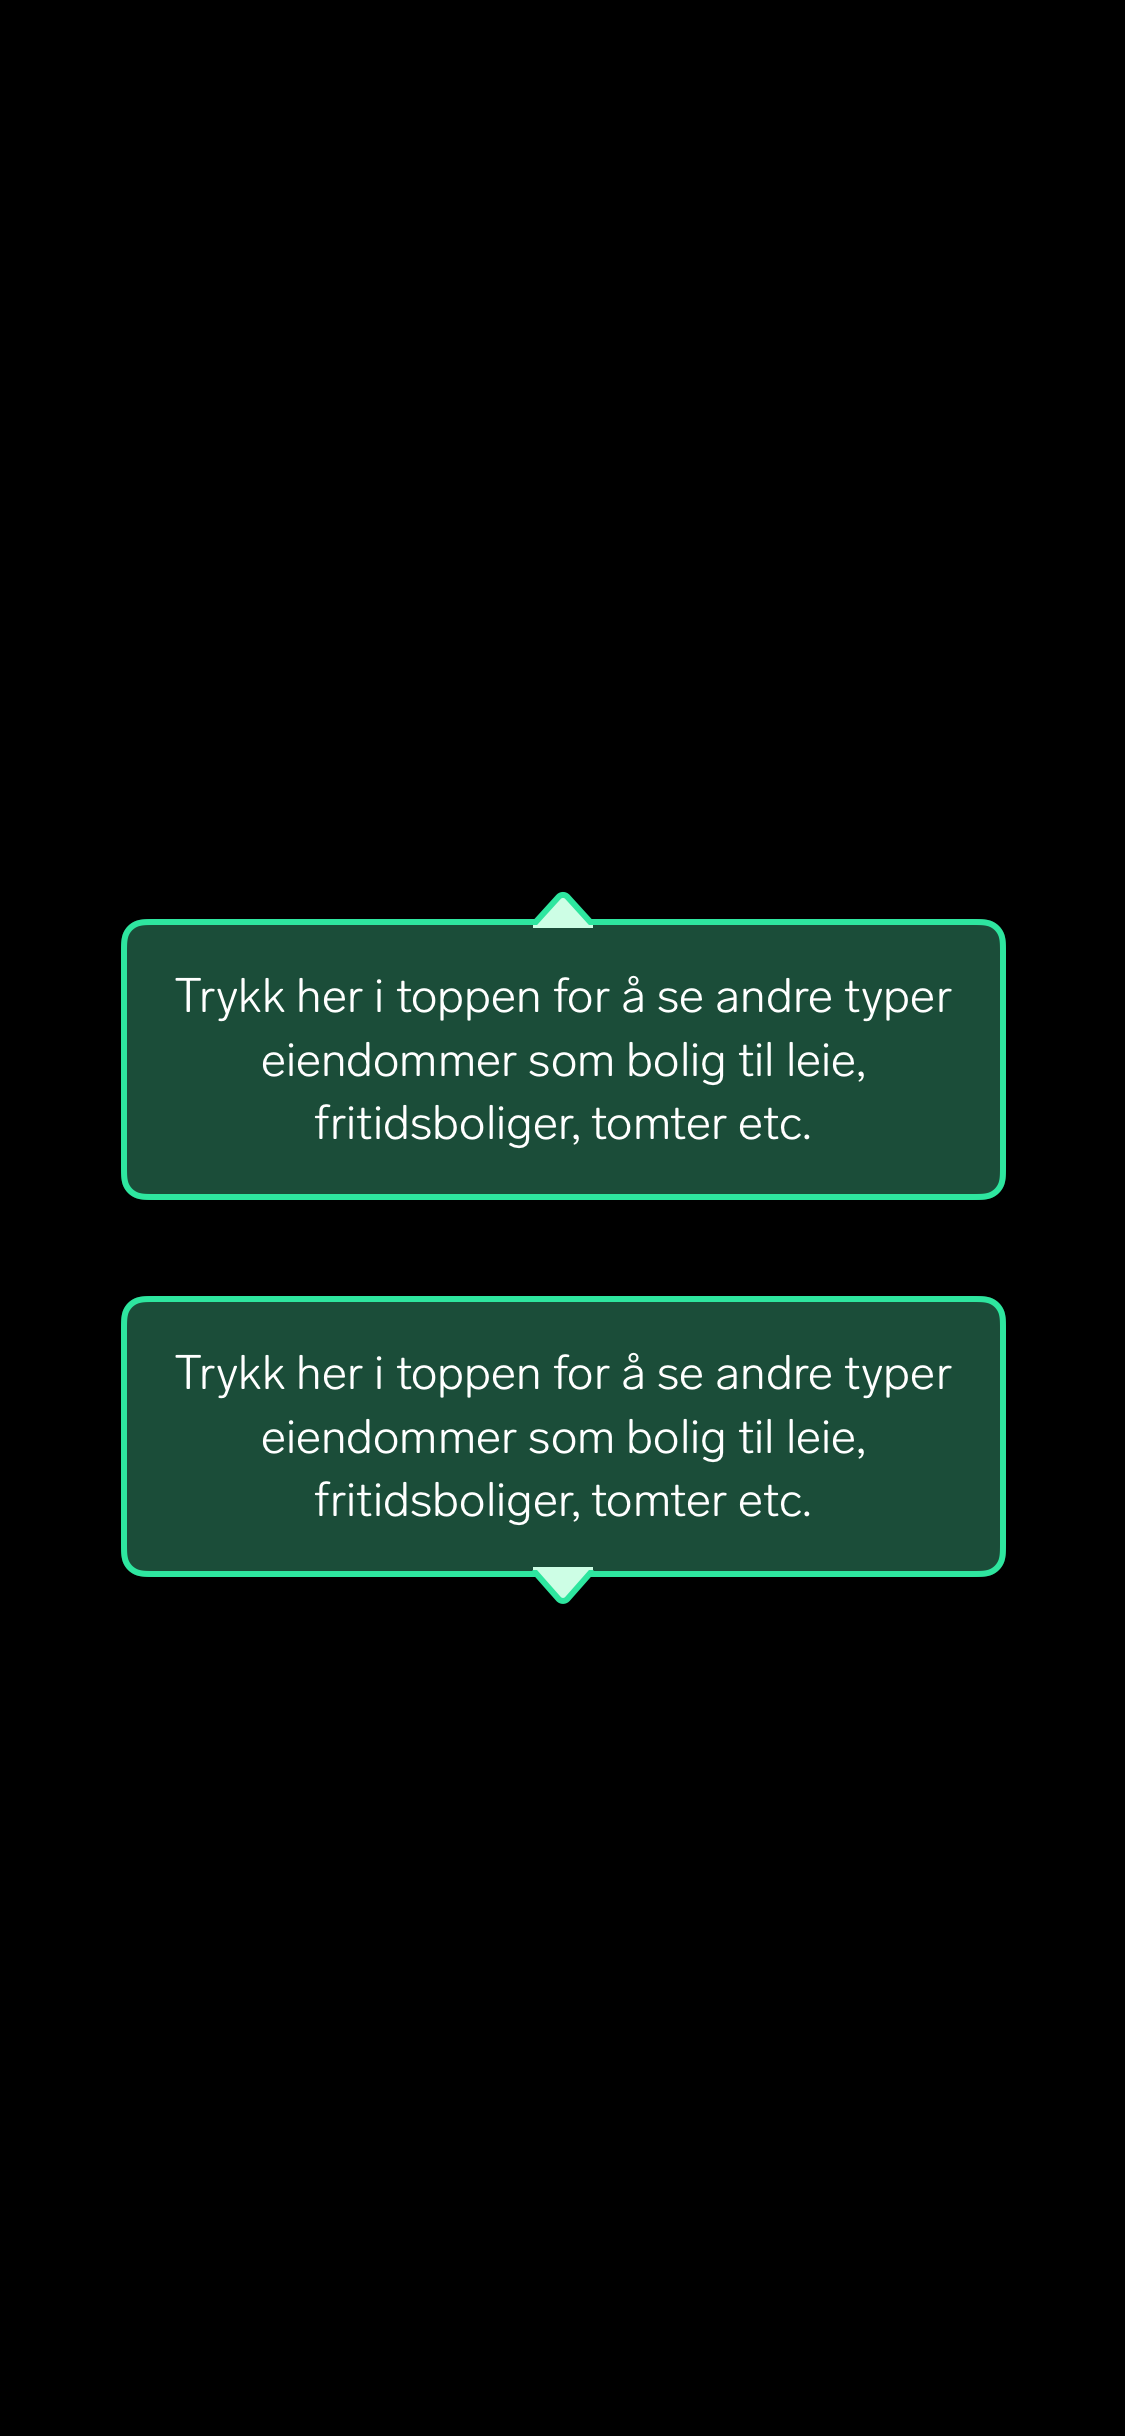 Trykk her i toppen for å se andre typer
eiendommer som bolig til leie,
fritidsboliger, tomter etc.
Trykk her i toppen for å se andre typer
eiendommer som bolig til leie,
fritidsboliger, tomter etc.